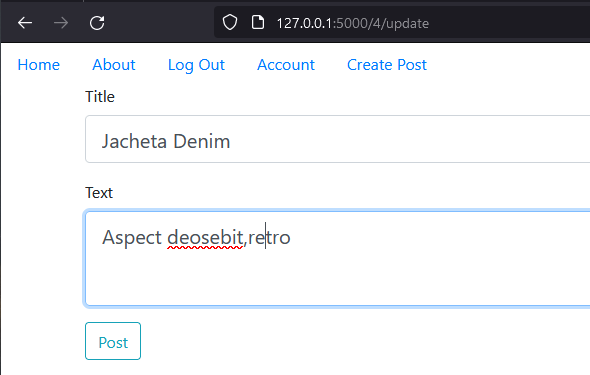 127.0.0.1:5000/4/update
Home About Log Out Account Create Post
Title
Jacheta Denim
Text
Aspect deosebit,retro
Post